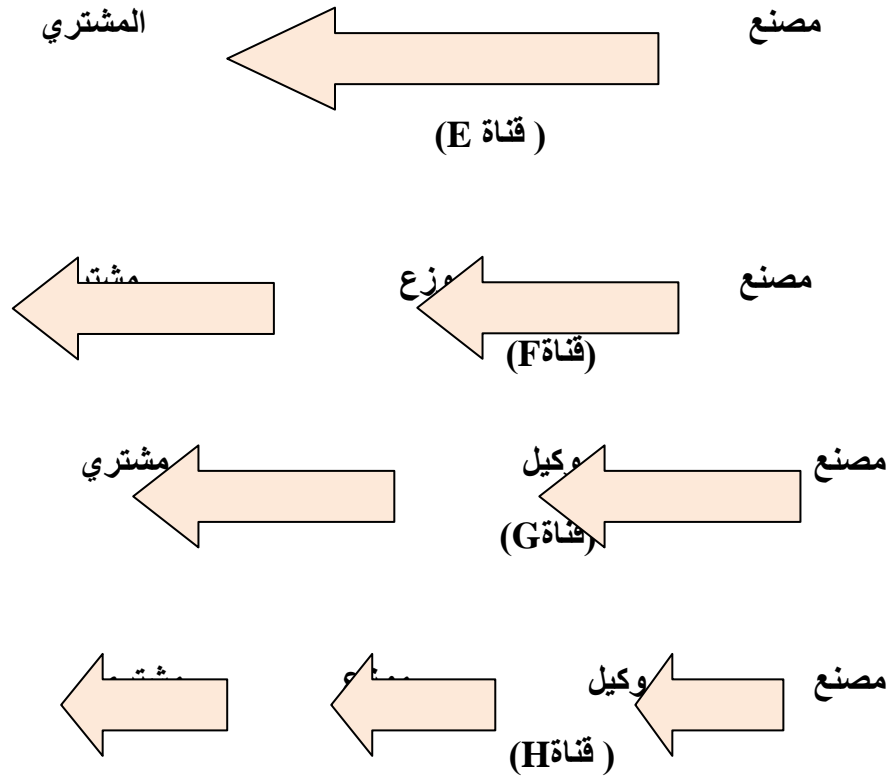 مصنع المشتري
( قناة E)
مصنع
(قناةF)
مصنع وكيل مشتري
(قناةG)
مصنع وكيل
( قناةH)